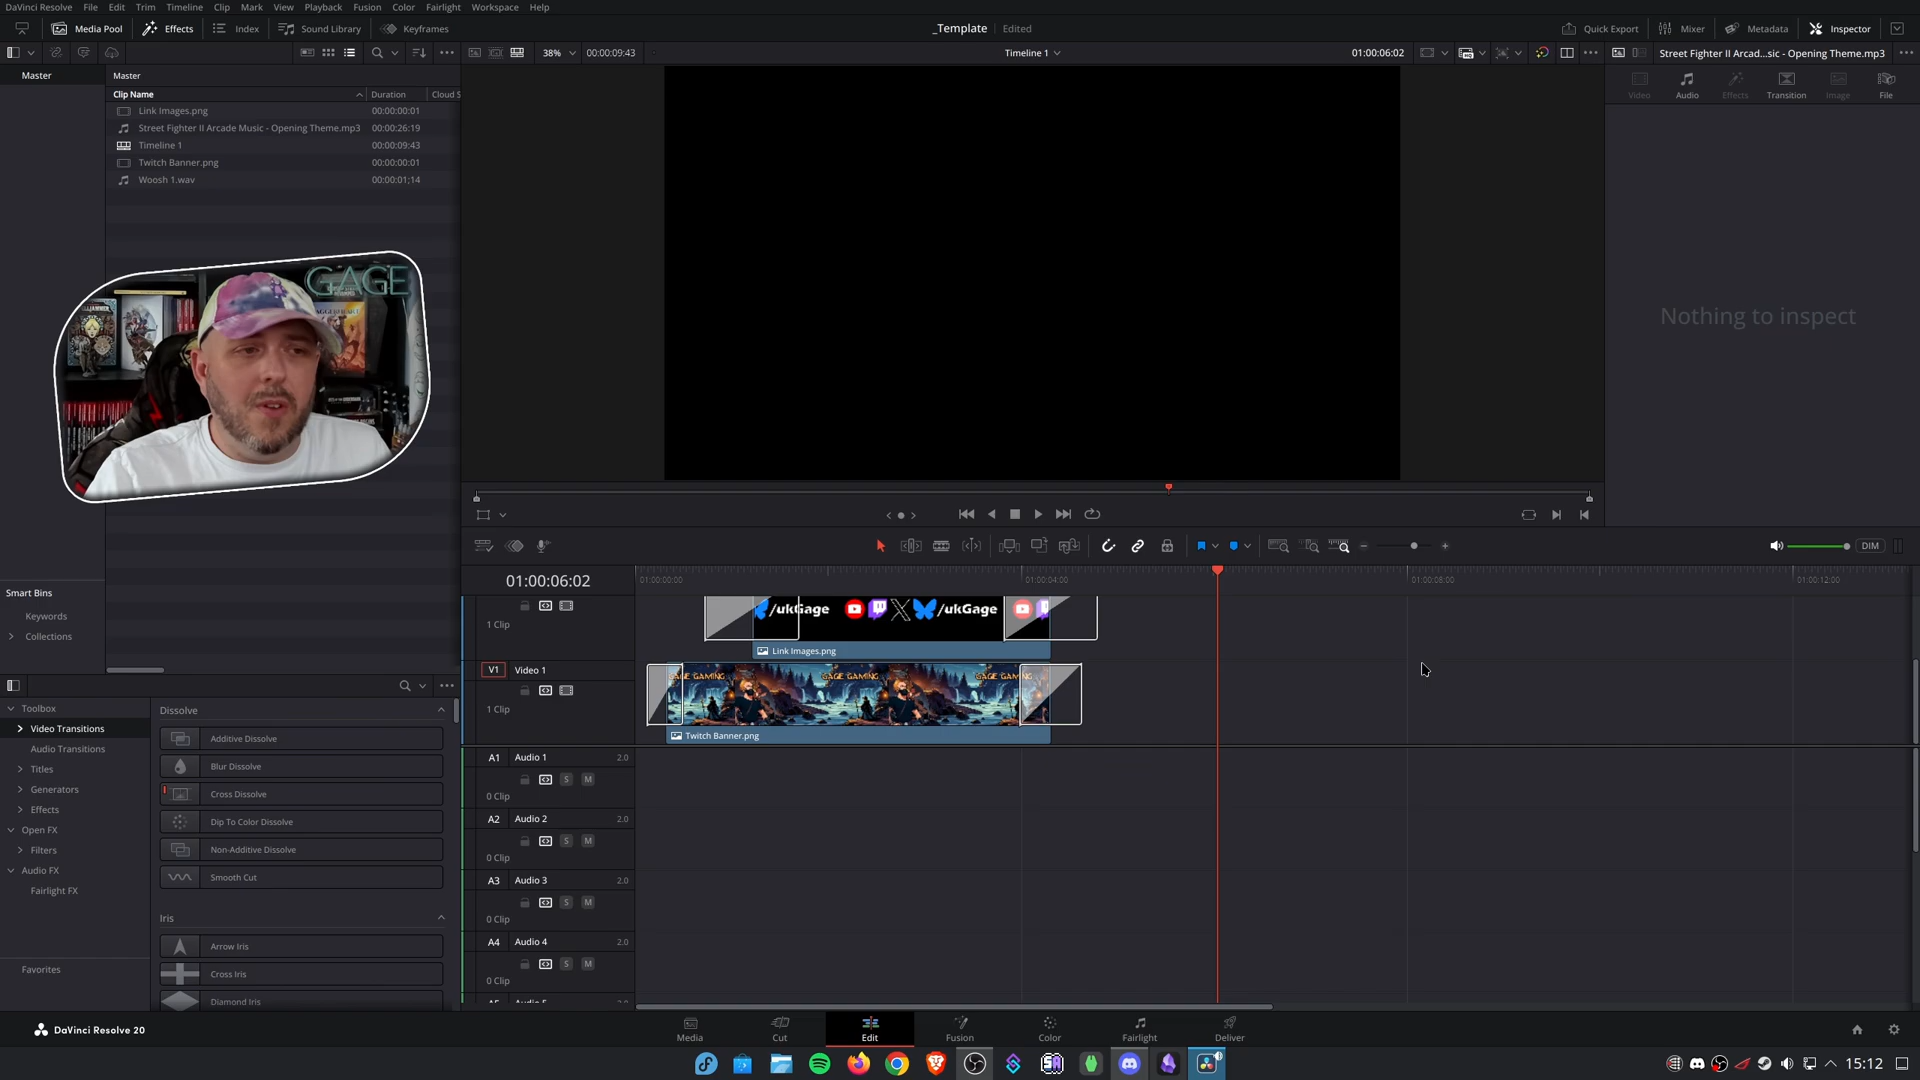 DaVinci Resolve File Edit Trim Timeline Clip Mark View Playback Fusion Color Fairlight Workspace Help
Media Pool Effects Index Sound Library Keyframes _Template Edited Quick Export Mixer Metadata Inspector
38% 00:00:09:43 Timeline 1 01:00:06:02 Street Fighter II Arcad...sic - Opening Theme.mp3
Master Master
Clip Name Duration Cloud S
Link Images.png 00:00:00:01
Street Fighter II Arcade Music - Opening Theme.mp3 00:00:26:19
Timeline 1 00:00:09:43
Twitch Banner.png 00:00:00:01
Woosh 1.wav 00:00:01;14
Video Audio Effects Transition Image File
Nothing to inspect
GAGE
DIM
01:00:06:02 01:00:00:00 01:00:04:00 01:00:08:00 01:00:12:00
Smart Bins
Keywords
Collections
1 Clip
/ukGage /ukGage
Link Images.png
V1 Video 1
1 Clip
GAGE GAMING GAGE GAMING GAGE GAMING
Twitch Banner.png
A1 Audio 1 2.0
S M
0 Clip
A2 Audio 2 2.0
S M
0 Clip
A3 Audio 3 2.0
S M
0 Clip
A4 Audio 4 2.0
S M
0 Clip
Toolbox
Video Transitions
Audio Transitions
Titles
Generators
Effects
Open FX
Filters
Audio FX
Fairlight FX
Favorites
Dissolve
Additive Dissolve
Blur Dissolve
Cross Dissolve
Dip To Color Dissolve
Non-Additive Dissolve
Smooth Cut
Iris
Arrow Iris
Cross Iris
Diamond Iris
DaVinci Resolve 20
Media Cut Edit Fusion Color Fairlight Deliver
15:12